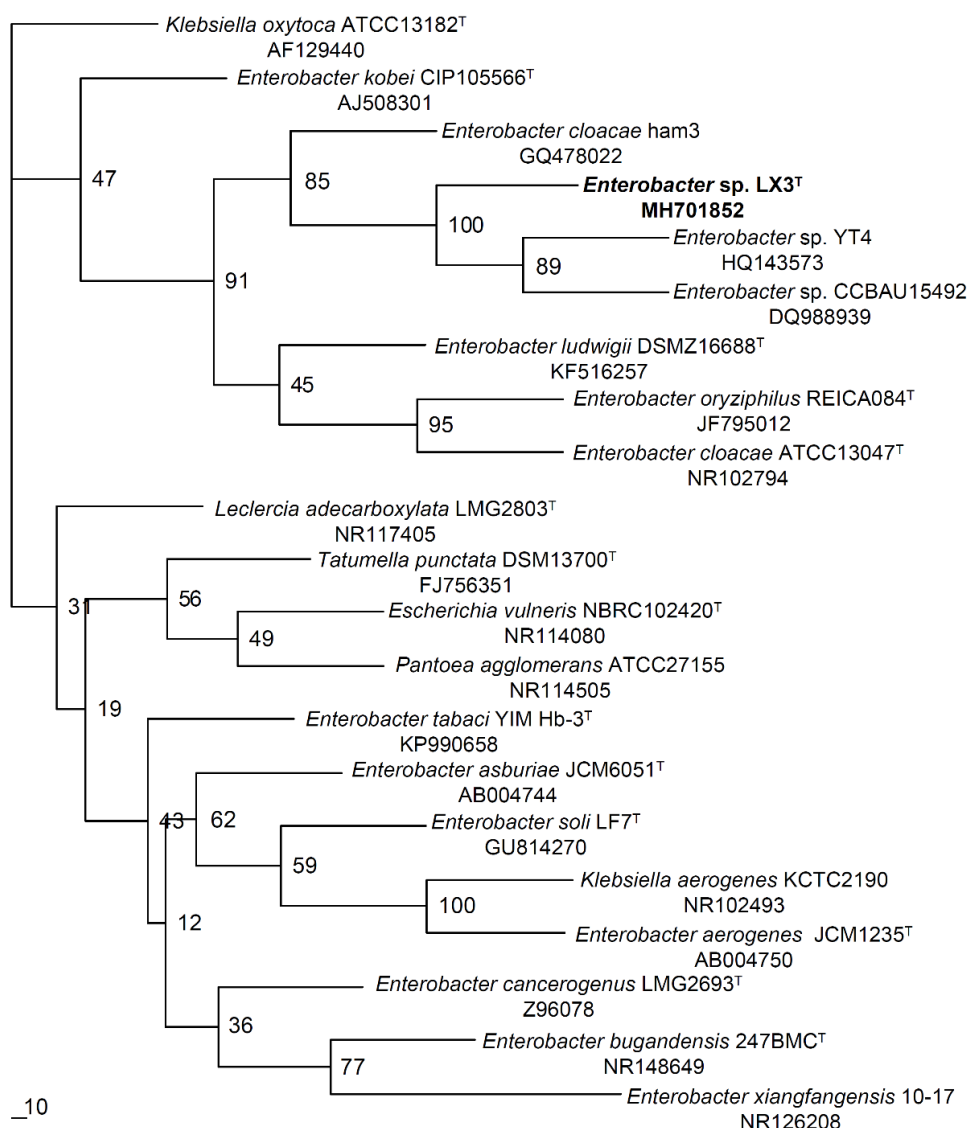 Klebsiella oxytoca ATCC13182ᵀ
AF129440
Enterobacter kobei CIP105566ᵀ
AJ508301
Enterobacter cloacae ham3
GQ478022
47
85
Enterobacter sp. LX3ᵀ
MH701852
100
Enterobacter sp. YT4
HQ143573
89
91
Enterobacter sp. CCBAU15492
DQ988939
Enterobacter ludwigii DSMZ16688ᵀ
KF516257
45
Enterobacter oryziphilus REICA084ᵀ
JF795012
95
Enterobacter cloacae ATCC13047ᵀ
NR102794
Leclercia adecarboxylata LMG2803ᵀ
NR117405
Tatumella punctata DSM13700ᵀ
FJ756351
31
56
Escherichia vulneris NBRC102420ᵀ
NR114080
49
Pantoea agglomerans ATCC27155
NR114505
19
Enterobacter tabaci YIM Hb-3ᵀ
KP990658
Enterobacter asburiae JCM6051ᵀ
AB004744
43
62
Enterobacter soli LF7ᵀ
GU814270
59
Klebsiella aerogenes KCTC2190
NR102493
100
12
Enterobacter aerogenes JCM1235ᵀ
AB004750
Enterobacter cancerogenus LMG2693ᵀ
Z96078
36
Enterobacter bugandensis 247BMCᵀ
NR148649
77
Enterobacter xiangfangensis 10-17
NR126208
10